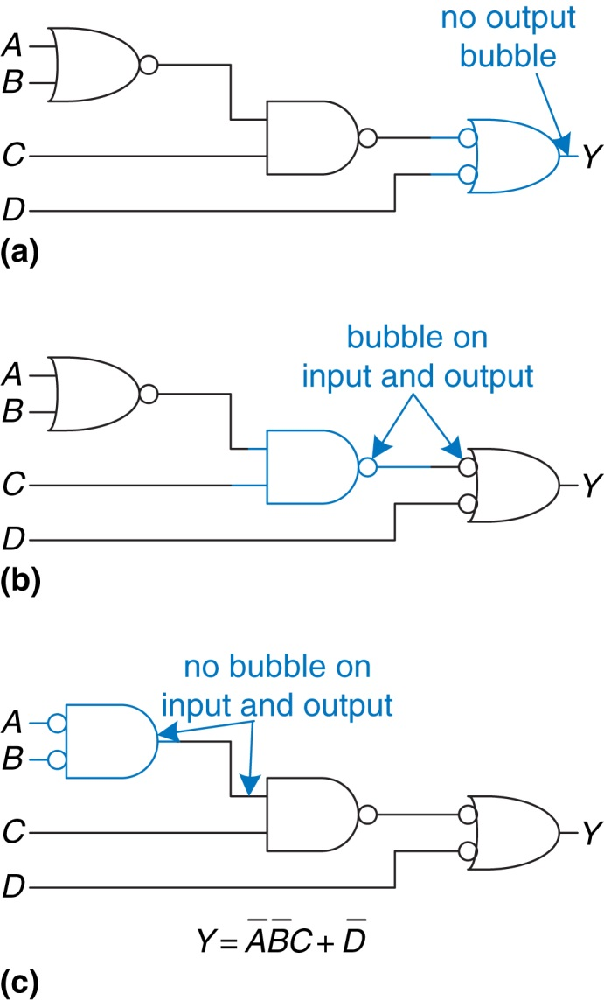 no output
bubble
A
B
C
Y
D
(a)
bubble on
input and output
A
B
C
Y
D
(b)
no bubble on
input and output
A
B
C
Y
D
Y = A̅B̅C + D̅
(c)